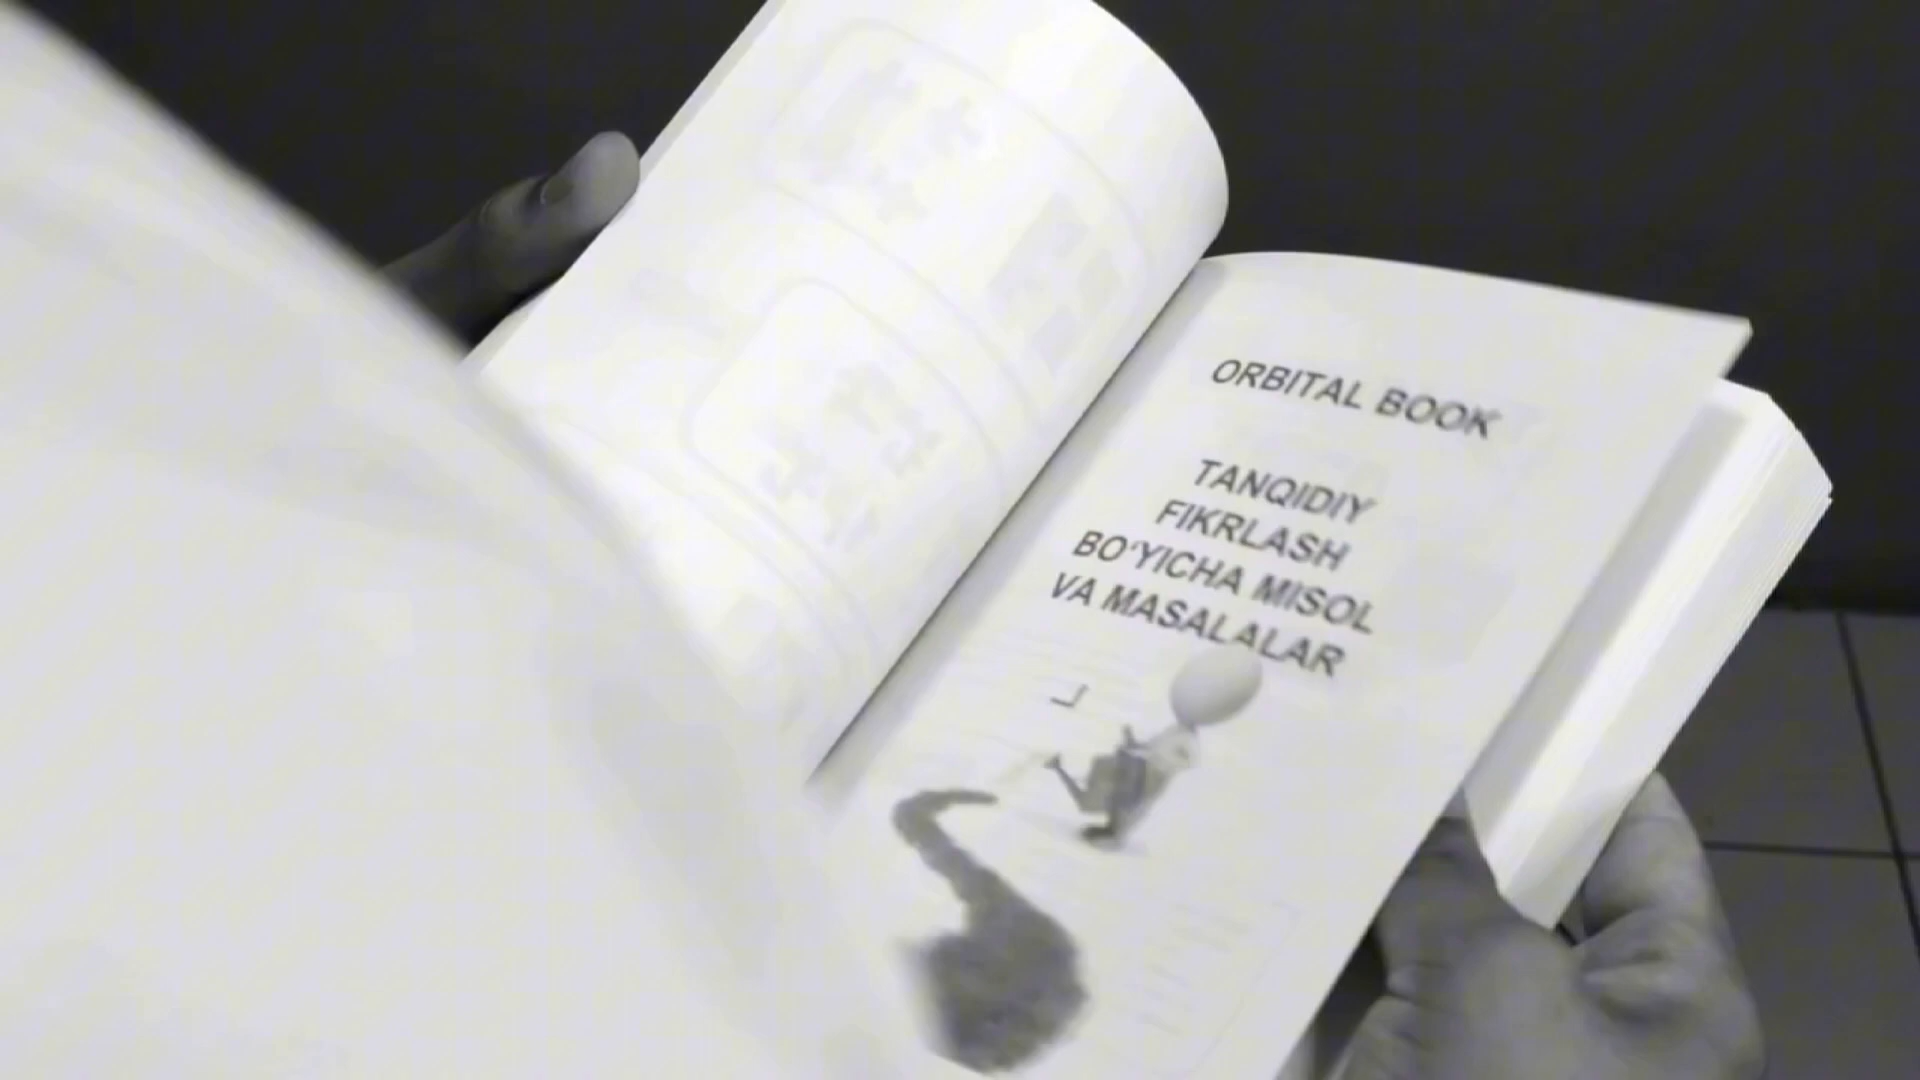 ORBITAL BOOK
TANQIDIY
FIKRLASH
BO‘YICHA MISOL
VA MASALALAR